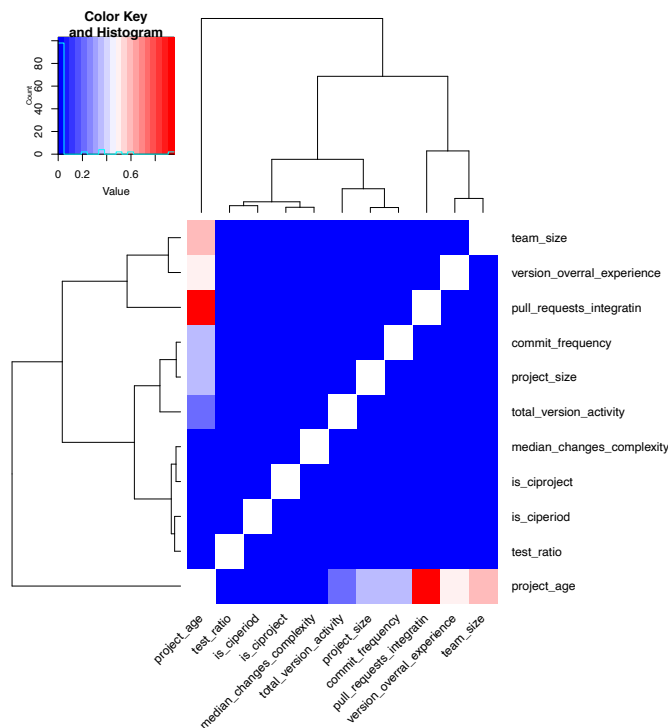 Color Key
and Histogram
Count
0 20 40 60 80
0 0.2 0.6
Value
team_size
version_overral_experience
pull_requests_integratin
commit_frequency
project_size
total_version_activity
median_changes_complexity
is_ciproject
is_ciperiod
test_ratio
project_age
project_age
test_ratio
is_ciperiod
is_ciproject
median_changes_complexity
total_version_activity
project_size
commit_frequency
pull_requests_integratin
version_overral_experience
team_size